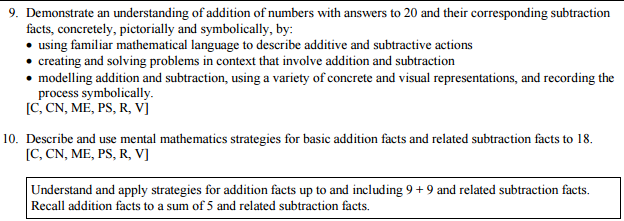 9. Demonstrate an understanding of addition of numbers with answers to 20 and their corresponding subtraction
facts, concretely, pictorially and symbolically, by:
• using familiar mathematical language to describe additive and subtractive actions
• creating and solving problems in context that involve addition and subtraction
• modelling addition and subtraction, using a variety of concrete and visual representations, and recording the
process symbolically.
[C, CN, ME, PS, R, V]
10. Describe and use mental mathematics strategies for basic addition facts and related subtraction facts to 18.
[C, CN, ME, PS, R, V]
Understand and apply strategies for addition facts up to and including 9 + 9 and related subtraction facts.
Recall addition facts to a sum of 5 and related subtraction facts.